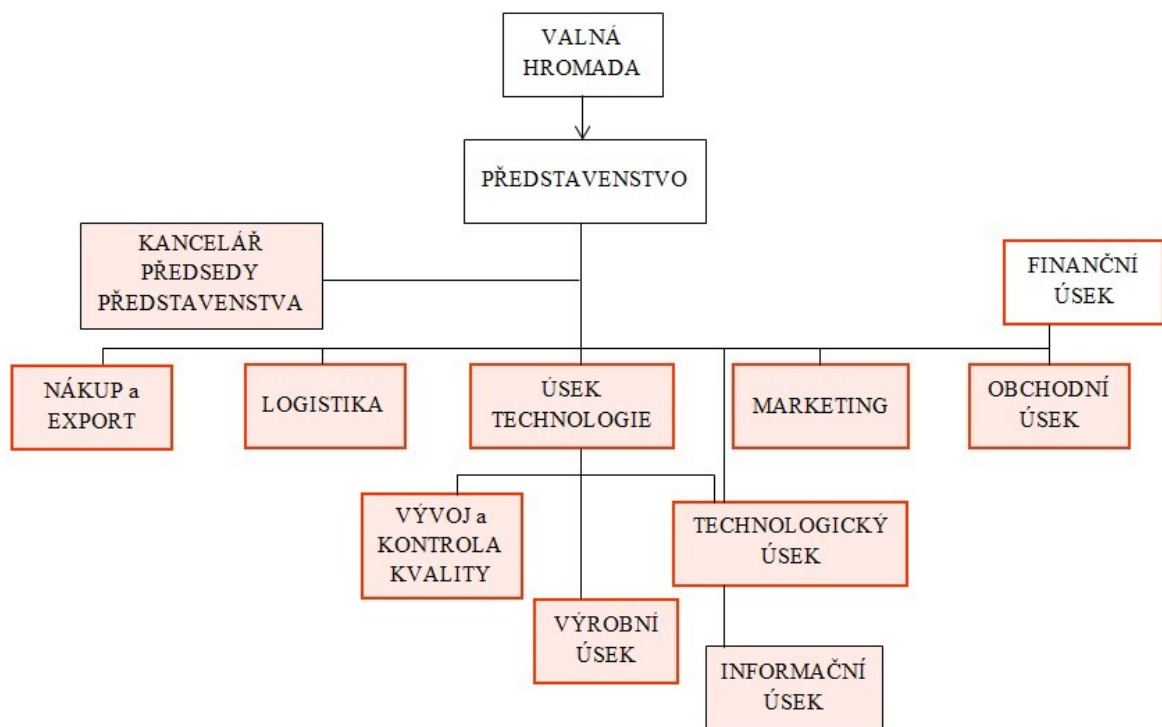 VALNÁ
HROMADA
PŘEDSTAVENSTVO
KANCELÁŘ
PŘEDSEDY
PŘEDSTAVENSTVA
FINANČNÍ
ÚSEK
NÁKUP a
EXPORT
LOGISTIKA
ÚSEK
TECHNOLOGIE
MARKETING
OBCHODNÍ
ÚSEK
VÝVOJ a
KONTROLA
KVALITY
TECHNOLOGICKÝ
ÚSEK
VÝROBNÍ
ÚSEK
INFORMAČNÍ
ÚSEK